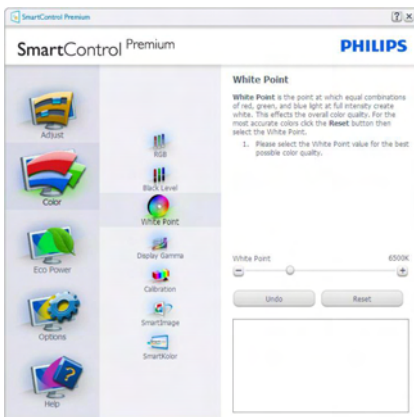 SmartControl Premium
SmartControl Premium
PHILIPS
Adjust
Color
Eco Power
Options
Help
RGB
Black Level
White Point
Display Gamma
Calibration
SmartImage
SmartKolor
White Point
White Point is the point at which equal combinations
of red, green, and blue light at full intensity create
white. This effects the overall color quality. For the
most accurate colors click the Reset button then
select the White Point.
1. Please select the White Point value for the best
possible color quality.
White Point 6500K
Undo Reset